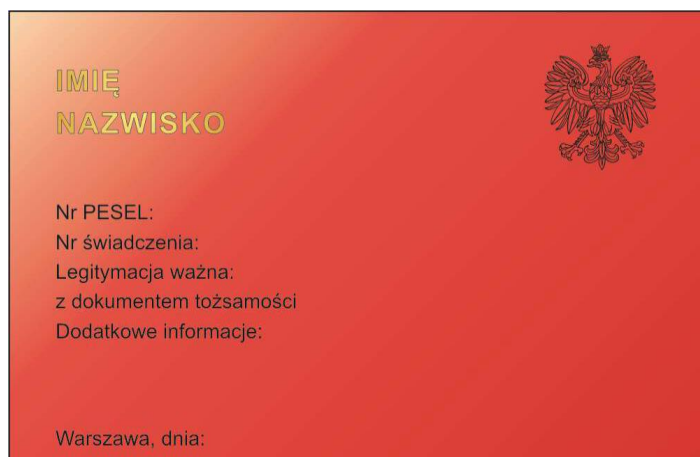 IMIĘ
NAZWISKO
Nr PESEL:
Nr świadczenia:
Legitymacja ważna:
z dokumentem tożsamości
Dodatkowe informacje:
Warszawa, dnia: